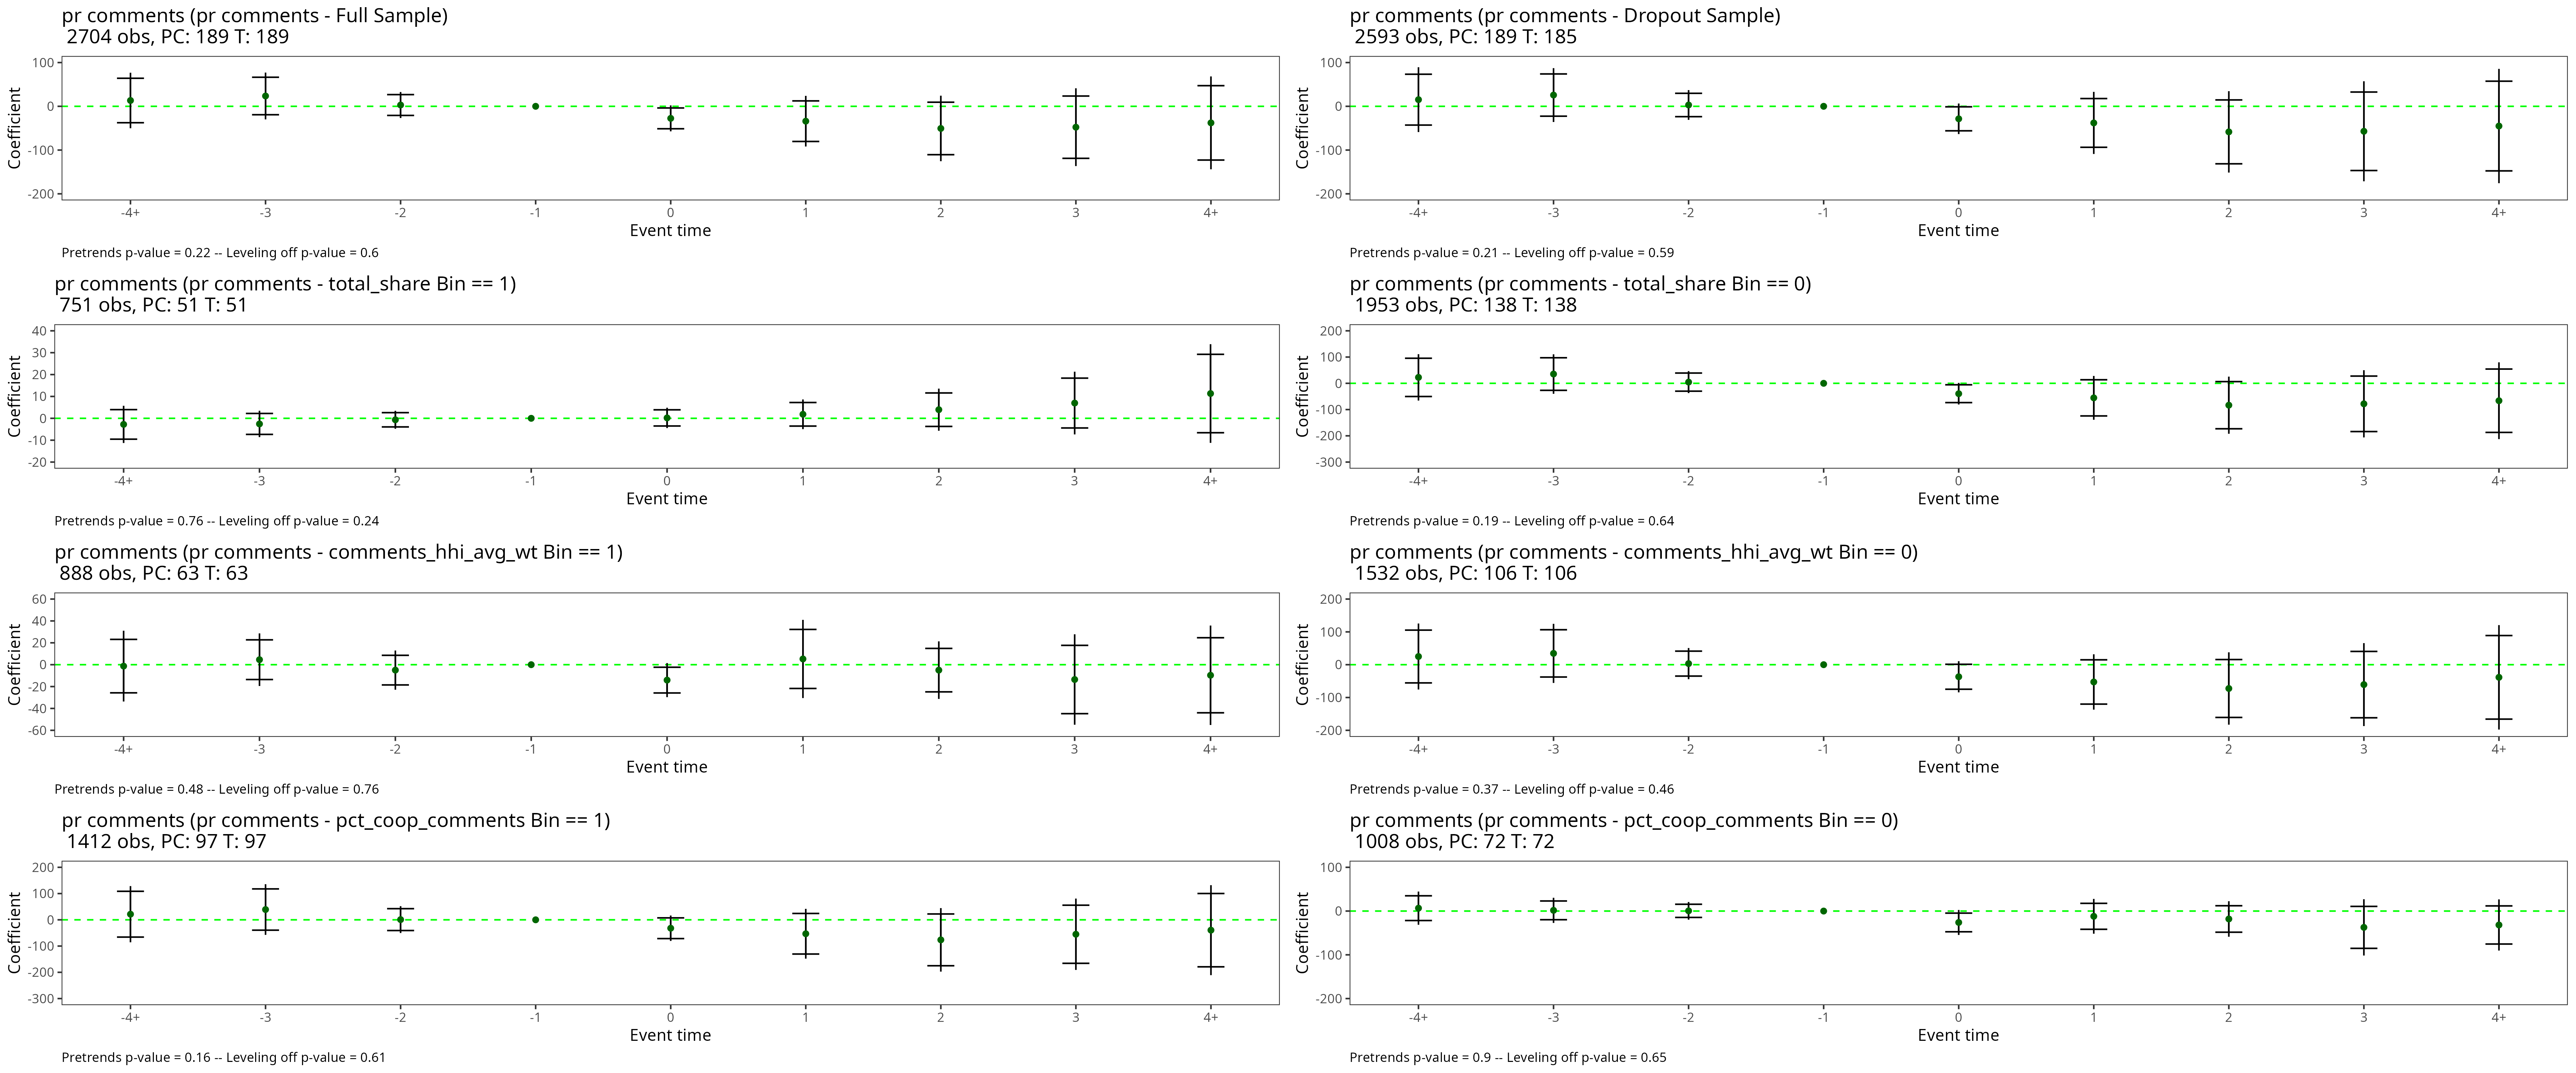 pr comments (pr comments - Full Sample)
2704 obs, PC: 189 T: 189
Coefficient
100
0
-100
-200
-4+ -3 -2 -1 0 1 2 3 4+
Event time
Pretrends p-value = 0.22 -- Leveling off p-value = 0.6
pr comments (pr comments - Dropout Sample)
2593 obs, PC: 189 T: 185
Coefficient
100
0
-100
-200
-4+ -3 -2 -1 0 1 2 3 4+
Event time
Pretrends p-value = 0.21 -- Leveling off p-value = 0.59
pr comments (pr comments - total_share Bin == 1)
751 obs, PC: 51 T: 51
Coefficient
40
30
20
10
0
-10
-20
-4+ -3 -2 -1 0 1 2 3 4+
Event time
Pretrends p-value = 0.76 -- Leveling off p-value = 0.24
pr comments (pr comments - total_share Bin == 0)
1953 obs, PC: 138 T: 138
Coefficient
200
100
0
-100
-200
-300
-4+ -3 -2 -1 0 1 2 3 4+
Event time
Pretrends p-value = 0.19 -- Leveling off p-value = 0.64
pr comments (pr comments - comments_hhi_avg_wt Bin == 1)
888 obs, PC: 63 T: 63
Coefficient
60
40
20
0
-20
-40
-60
-4+ -3 -2 -1 0 1 2 3 4+
Event time
Pretrends p-value = 0.48 -- Leveling off p-value = 0.76
pr comments (pr comments - comments_hhi_avg_wt Bin == 0)
1532 obs, PC: 106 T: 106
Coefficient
200
100
0
-100
-200
-4+ -3 -2 -1 0 1 2 3 4+
Event time
Pretrends p-value = 0.37 -- Leveling off p-value = 0.46
pr comments (pr comments - pct_coop_comments Bin == 1)
1412 obs, PC: 97 T: 97
Coefficient
200
100
0
-100
-200
-300
-4+ -3 -2 -1 0 1 2 3 4+
Event time
Pretrends p-value = 0.16 -- Leveling off p-value = 0.61
pr comments (pr comments - pct_coop_comments Bin == 0)
1008 obs, PC: 72 T: 72
Coefficient
100
0
-100
-200
-4+ -3 -2 -1 0 1 2 3 4+
Event time
Pretrends p-value = 0.9 -- Leveling off p-value = 0.65